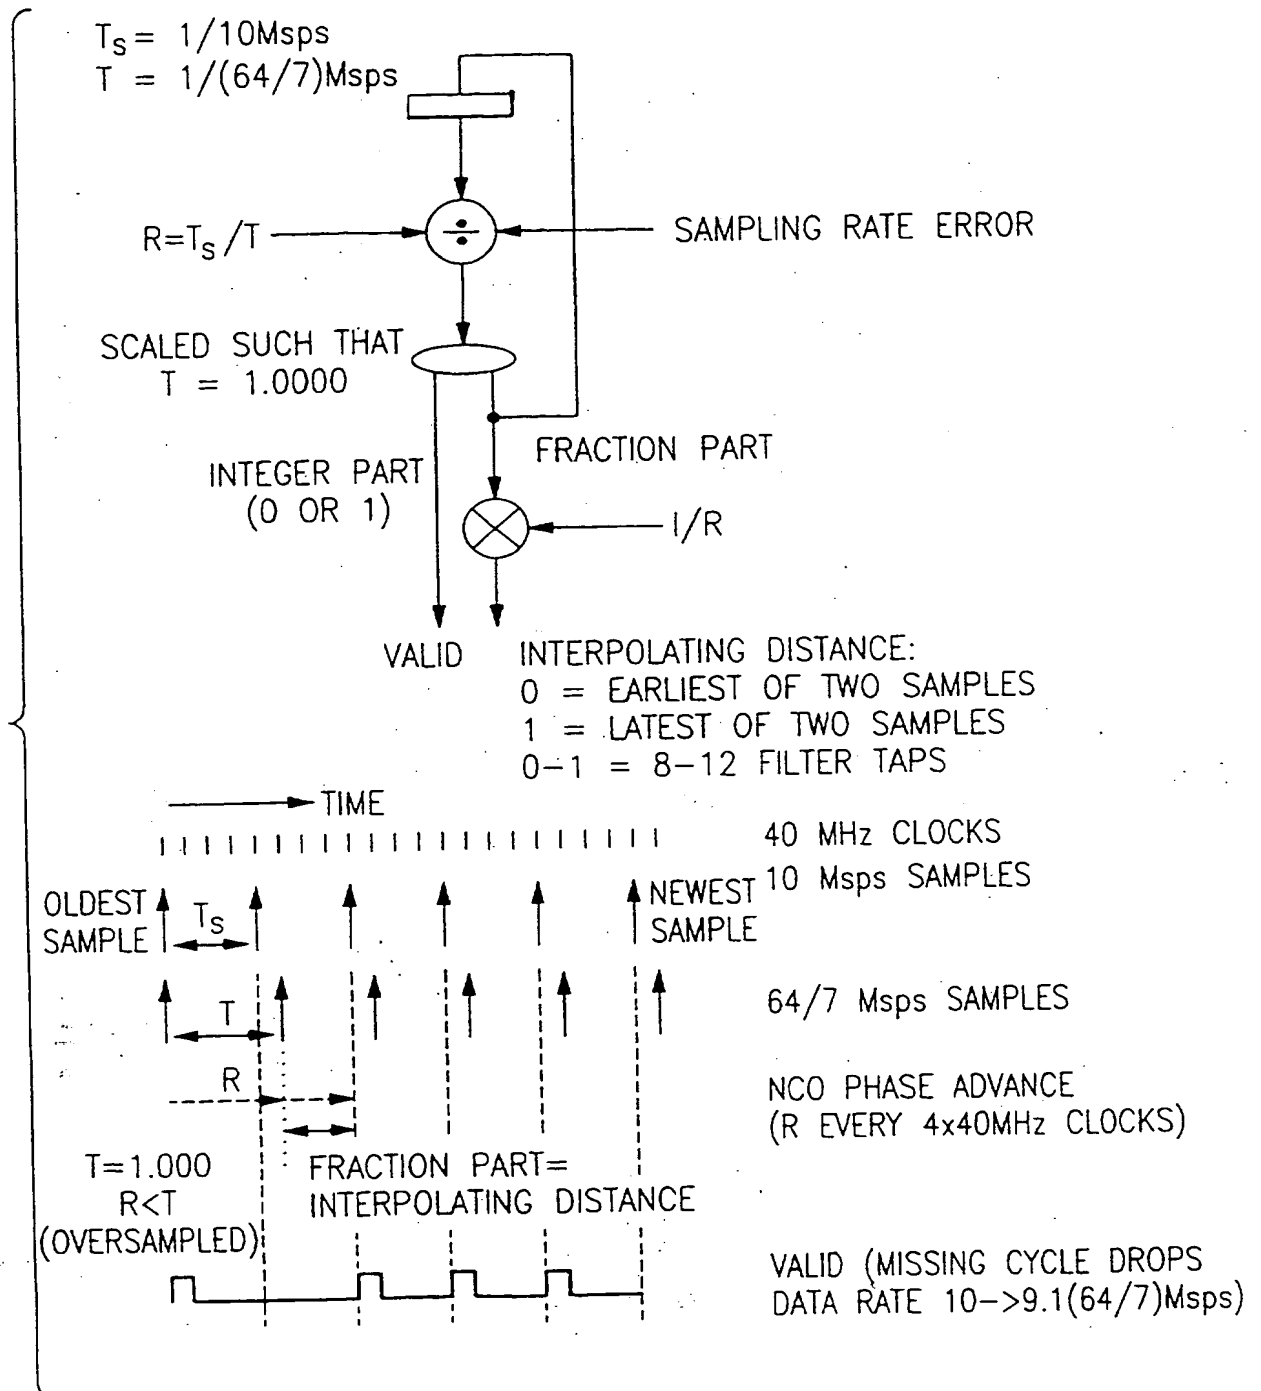 Ts = 1/10Msps
T = 1/(64/7)Msps
R=Ts/T
÷
SAMPLING RATE ERROR
SCALED SUCH THAT
T = 1.0000
FRACTION PART
INTEGER PART
(0 OR 1)
I/R
VALID
INTERPOLATING DISTANCE:
0 = EARLIEST OF TWO SAMPLES
1 = LATEST OF TWO SAMPLES
0-1 = 8-12 FILTER TAPS
TIME
40 MHz CLOCKS
10 Msps SAMPLES
OLDEST
SAMPLE
Ts
NEWEST
SAMPLE
T
64/7 Msps SAMPLES
R
NCO PHASE ADVANCE
(R EVERY 4x40MHz CLOCKS)
T=1.000
R<T
(OVERSAMPLED)
FRACTION PART=
INTERPOLATING DISTANCE
VALID (MISSING CYCLE DROPS
DATA RATE 10->9.1(64/7)Msps)